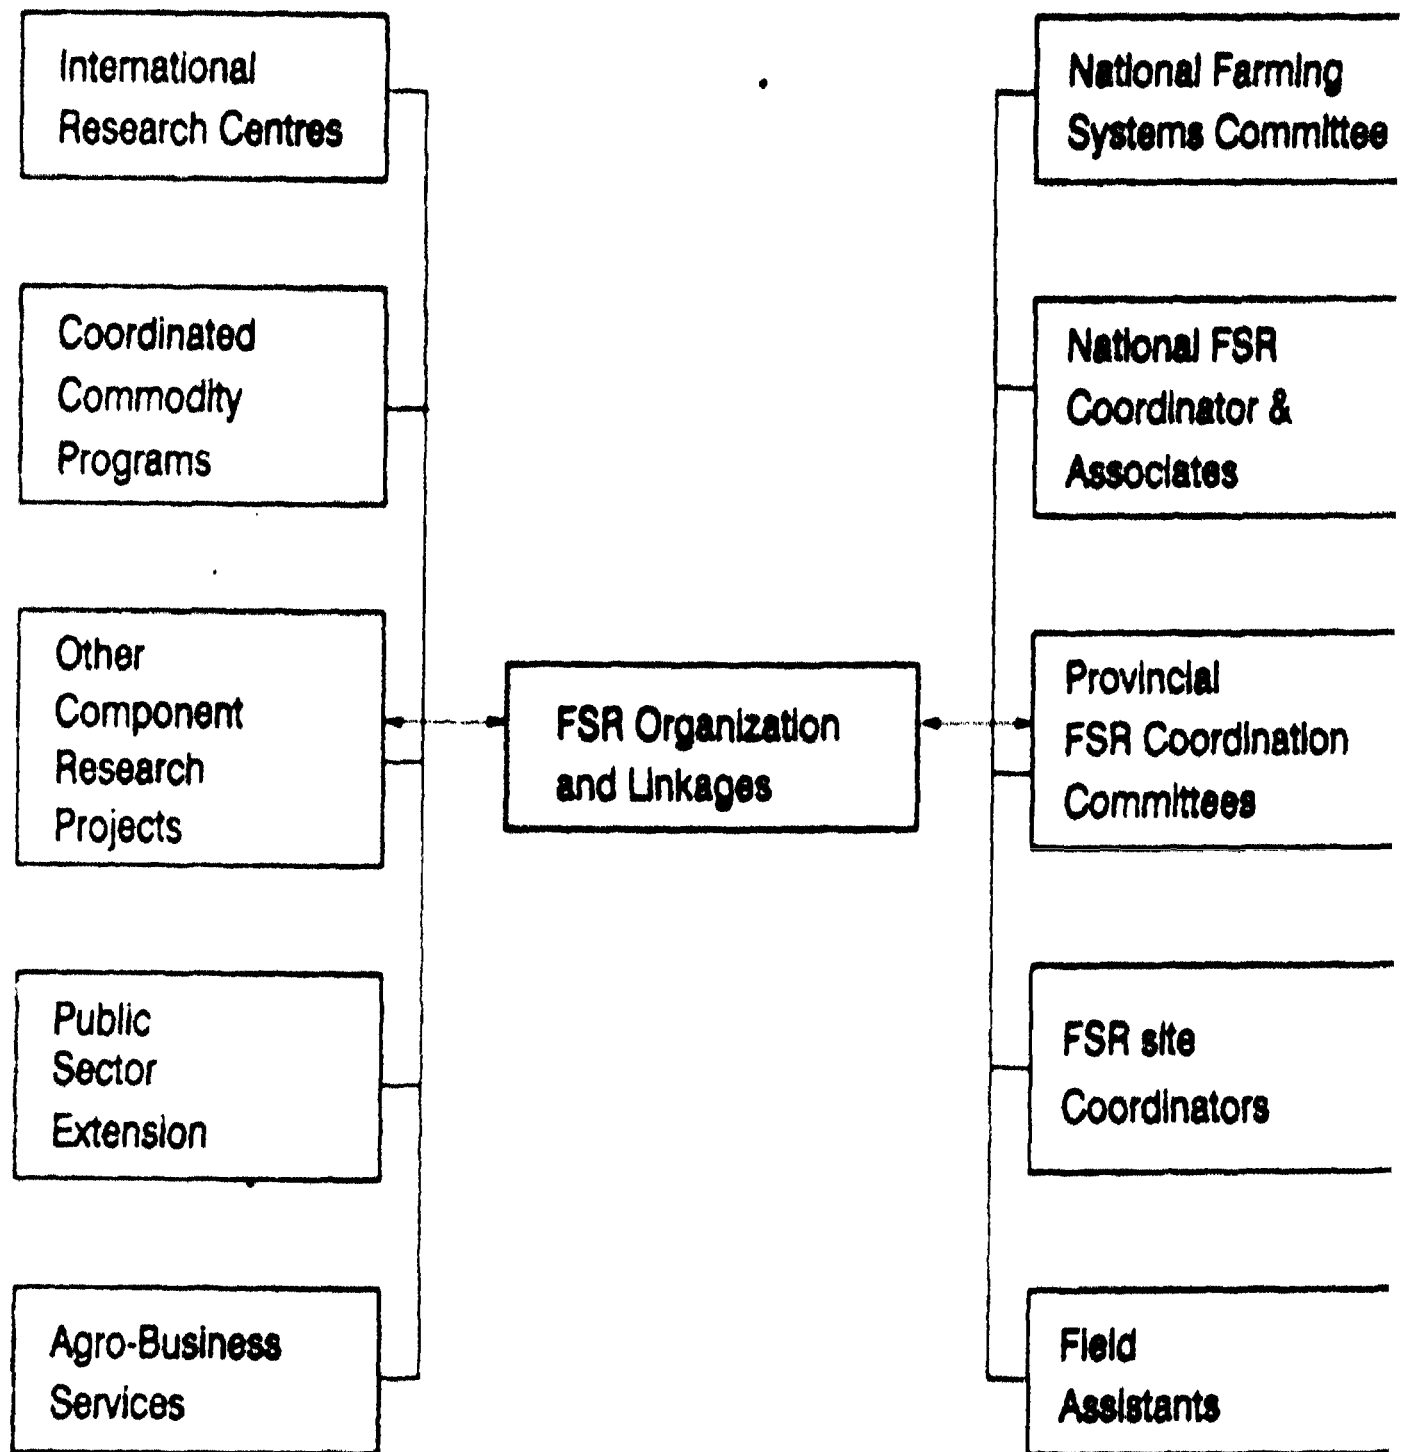 International
Research Centres
Coordinated
Commodity
Programs
Other
Component
Research
Projects
Public
Sector
Extension
Agro-Business
Services
FSR Organization
and Linkages
National Farming
Systems Committee
National FSR
Coordinator &
Associates
Provincial
FSR Coordination
Committees
FSR site
Coordinators
Field
Assistants